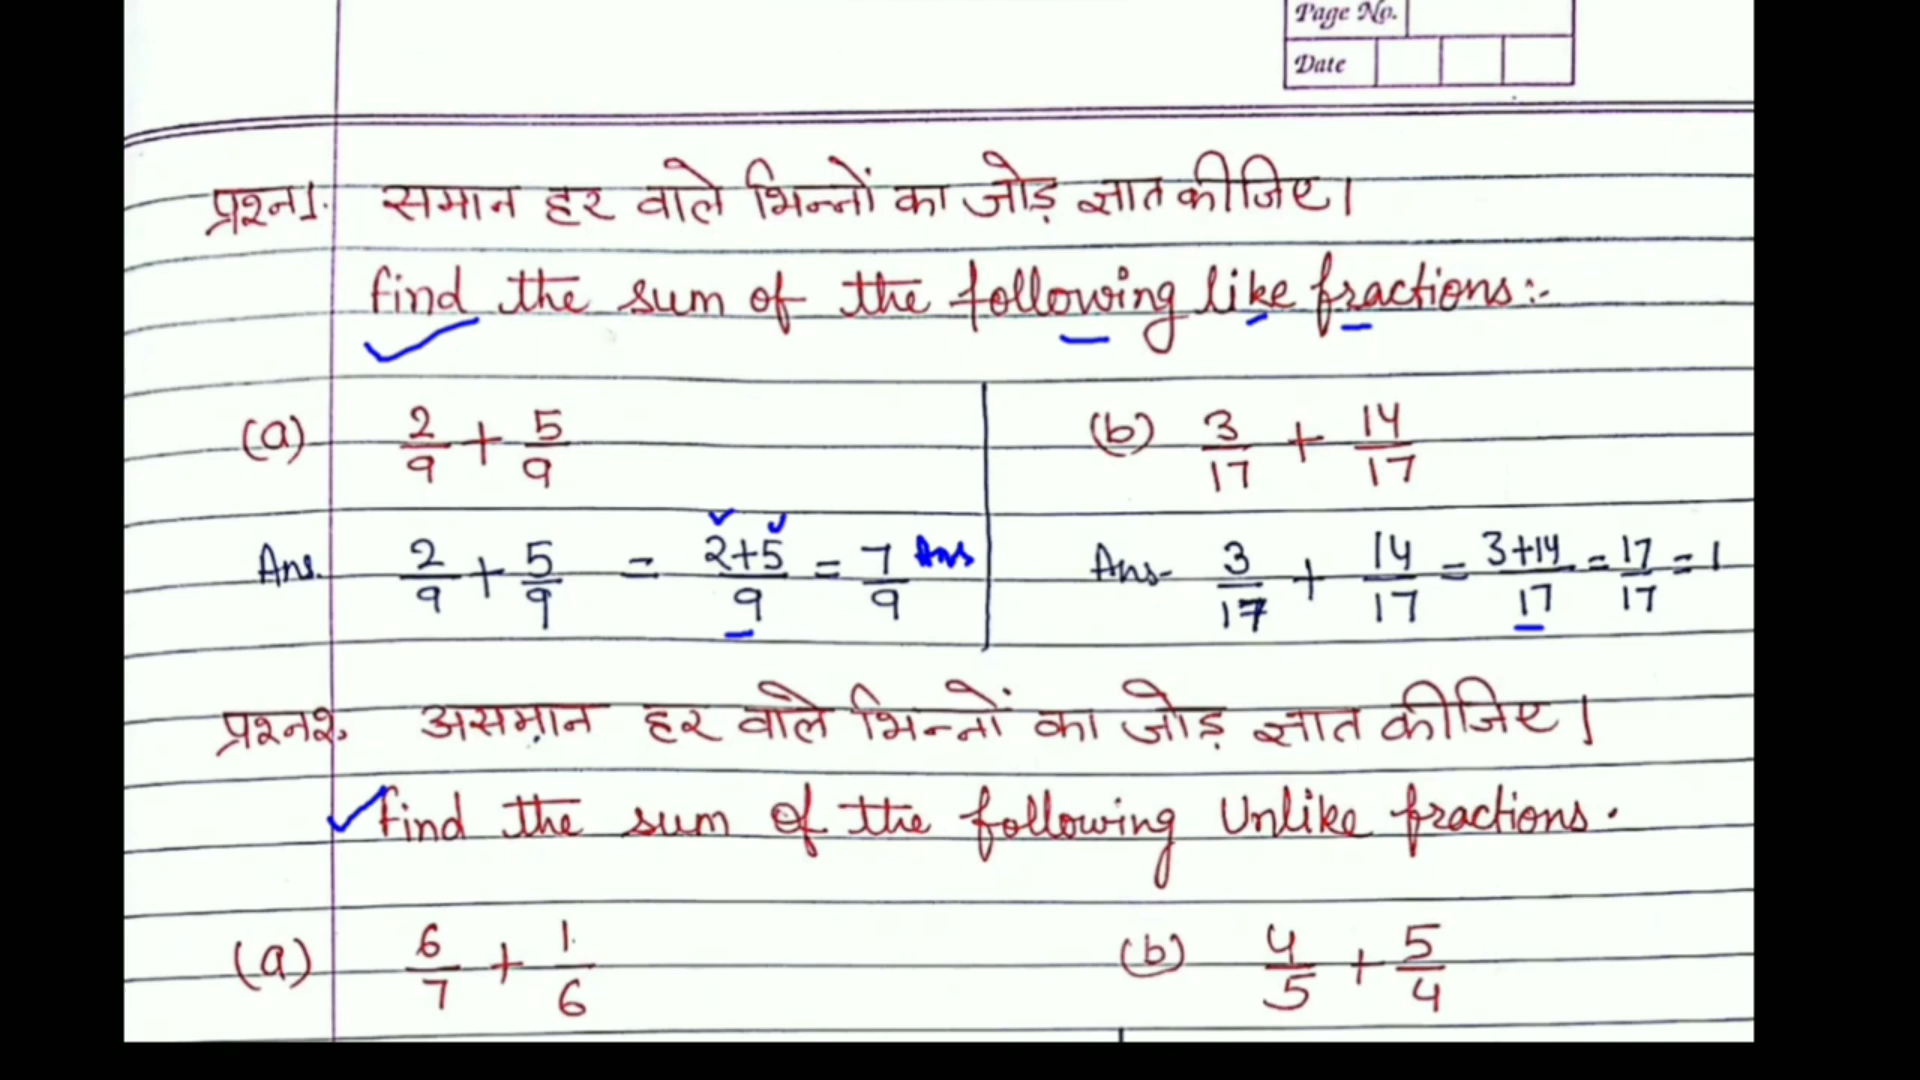 Page No.
Date
प्रश्न1. समान हर वाले भिन्नों का जोड़ ज्ञात कीजिए।
find the sum of the following like fractions:-
(a) 2/9 + 5/9 (b) 3/17 + 14/17
Ans. 2/9 + 5/9 = 2+5/9 = 7/9 Ans Ans- 3/17 + 14/17 = 3+14/17 = 17/17 = 1
प्रश्न२. असमान हर वाले भिन्नों का जोड़ ज्ञात कीजिए।
Find the sum of the following Unlike fractions.
(a) 6/7 + 1/6 (b) 4/5 + 5/4